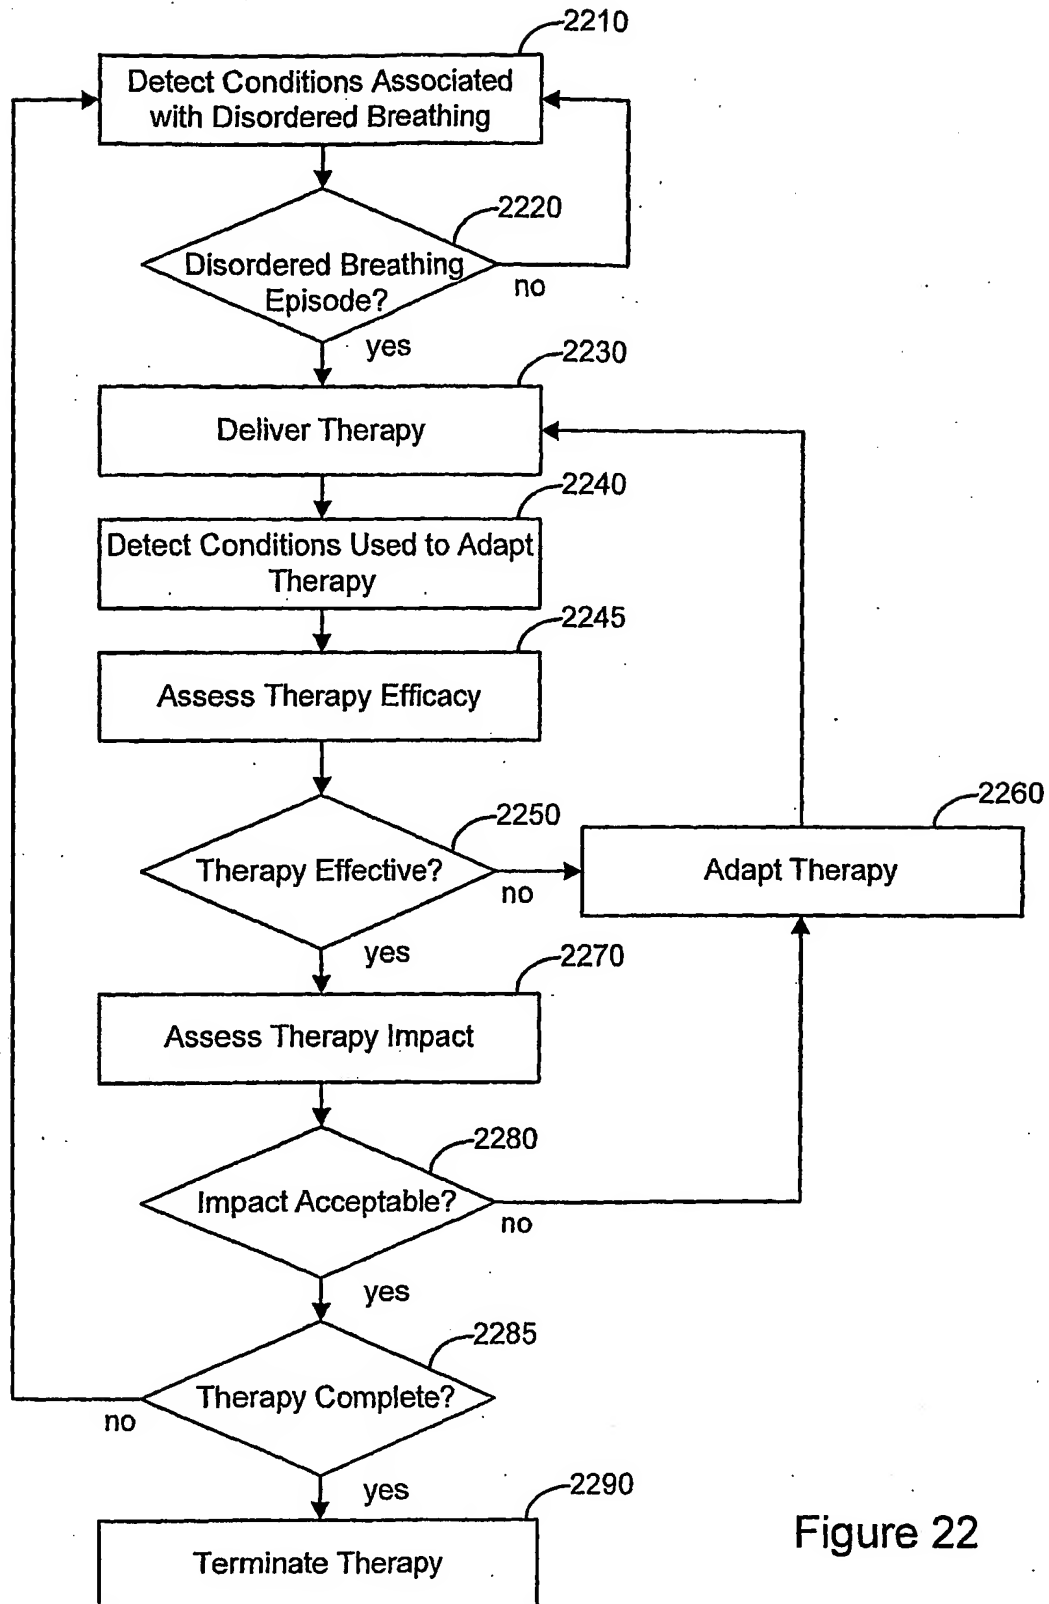 2210
Detect Conditions Associated
with Disordered Breathing
2220
Disordered Breathing
Episode?
no
yes
2230
Deliver Therapy
2240
Detect Conditions Used to Adapt
Therapy
2245
Assess Therapy Efficacy
2250
Therapy Effective?
no
2260
Adapt Therapy
yes
2270
Assess Therapy Impact
2280
Impact Acceptable?
no
yes
2285
Therapy Complete?
no
yes
2290
Terminate Therapy
Figure 22